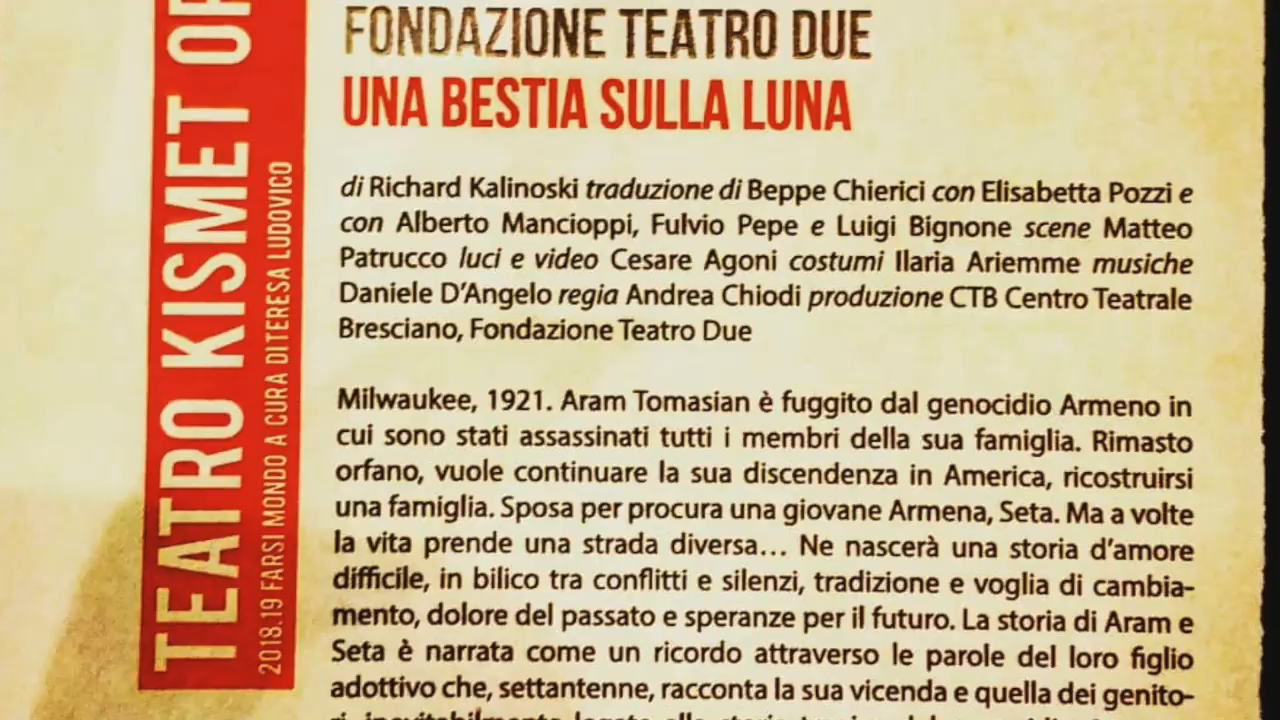 FONDAZIONE TEATRO DUE
UNA BESTIA SULLA LUNA
di Richard Kalinoski traduzione di Beppe Chierici con Elisabetta Pozzi e
con Alberto Mancioppi, Fulvio Pepe e Luigi Bignone scene Matteo
Patrucco luci e video Cesare Agoni costumi Ilaria Ariemme musiche
Daniele D'Angelo regia Andrea Chiodi produzione CTB Centro Teatrale
Bresciano, Fondazione Teatro Due
Milwaukee, 1921. Aram Tomasian è fuggito dal genocidio Armeno in
cui sono stati assassinati tutti i membri della sua famiglia. Rimasto
orfano, vuole continuare la sua discendenza in America, ricostruirsi
una famiglia. Sposa per procura una giovane Armena, Seta. Ma a volte
la vita prende una strada diversa… Ne nascerà una storia d'amore
difficile, in bilico tra conflitti e silenzi, tradizione e voglia di cambia-
mento, dolore del passato e speranze per il futuro. La storia di Aram e
Seta è narrata come un ricordo attraverso le parole del loro figlio
adottivo che, settantenne, racconta la sua vicenda e quella dei genito-
ri, inevitabilmente
TEATRO KISMET
2018.19 FARSI MONDO A CURA DI TERESA LUDOVICO